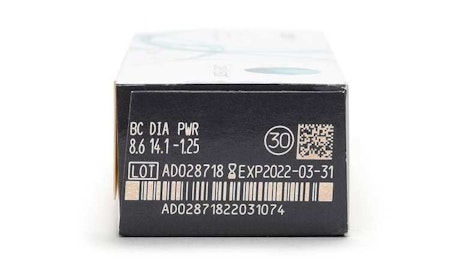 BC DIA PWR
8.6 14.1 -1.25
30
LOT AD028718 EXP2022-03-31
AD02871822031074